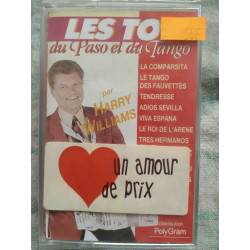 LES TO
du Paso et du Tango
par HARRY WILLIAMS
LA COMPARSITA
LE TANGO
DES FAUVETTES
TENDRESSE
ADIOS SEVILLA
VIVA ESPANA
LE ROI DE L'ARENE
TRES HERMANOS
un amour
de prix
PolyGram